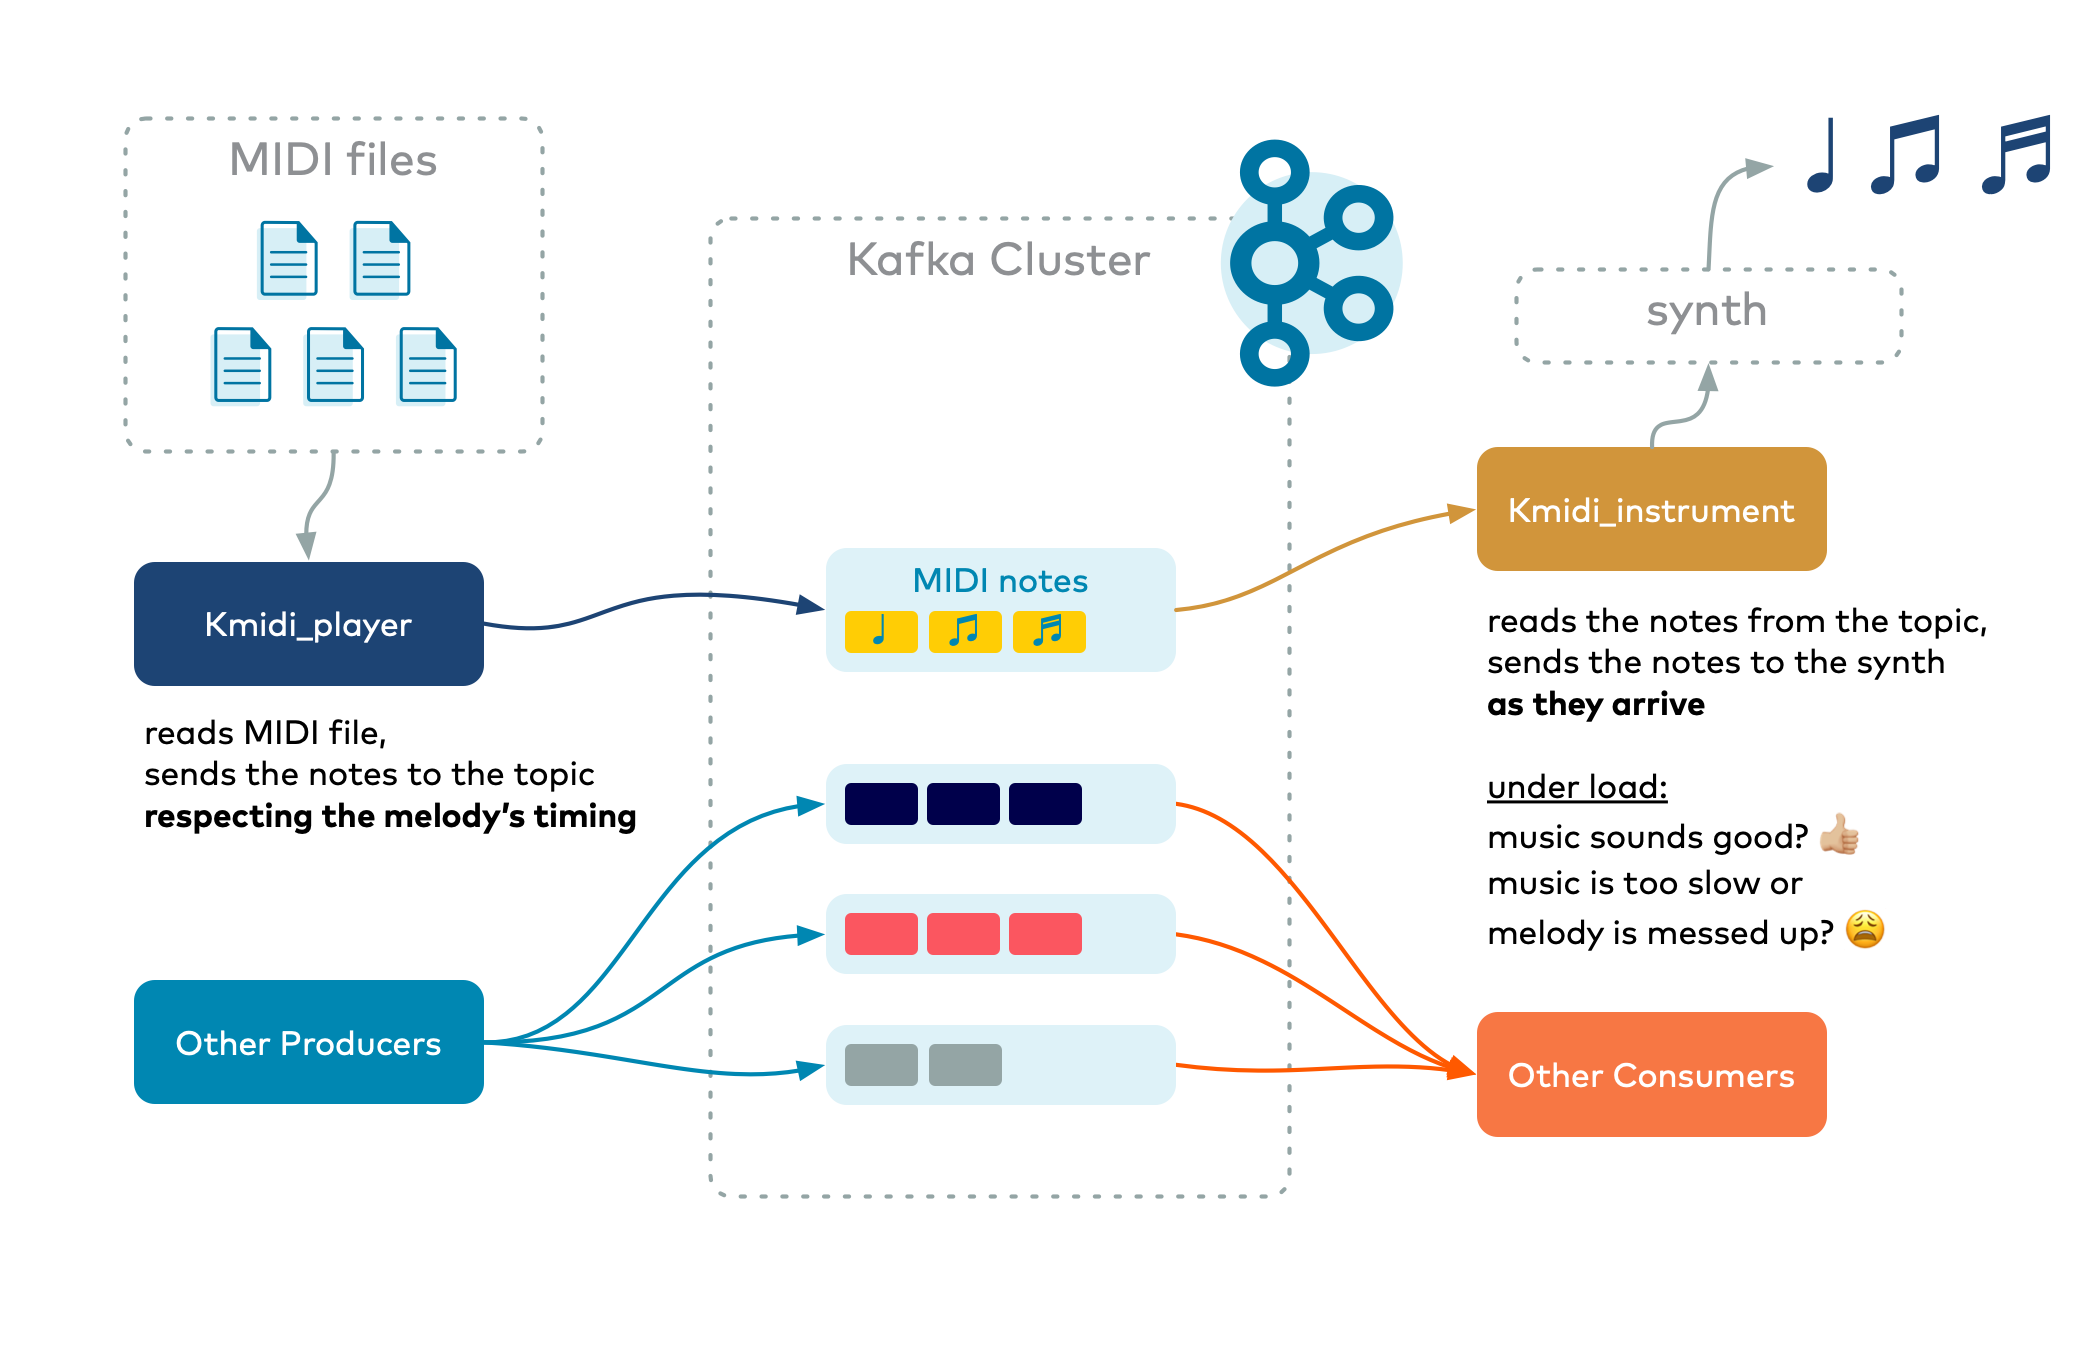 MIDI files
Kafka Cluster
synth
Kmidi_player
reads MIDI file,
sends the notes to the topic
respecting the melody’s timing
MIDI notes
Kmidi_instrument
reads the notes from the topic,
sends the notes to the synth
as they arrive
under load:
music sounds good? 👍🏼
music is too slow or
melody is messed up? 😩
Other Producers
Other Consumers